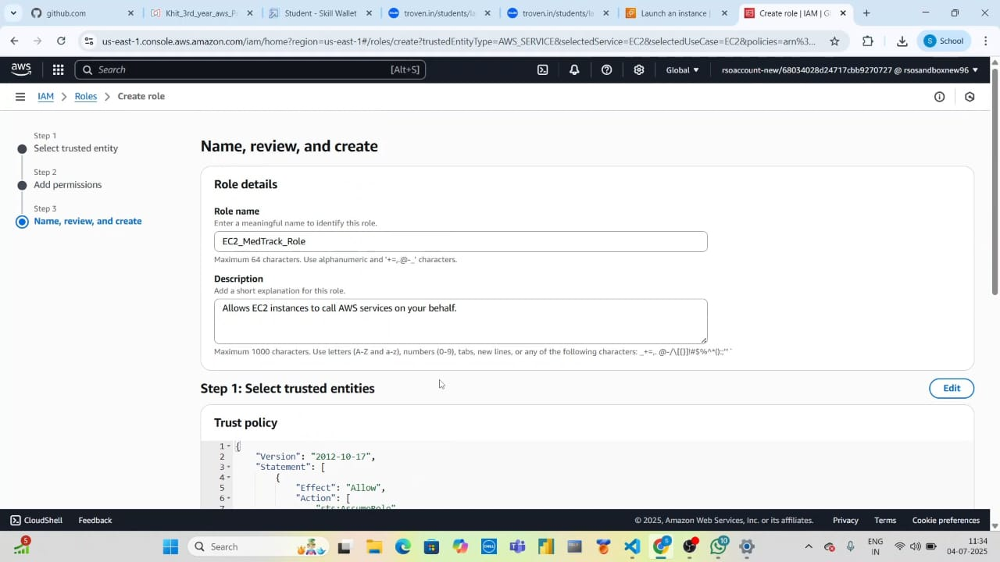 github.com
Khit_3rd_year_aws_P
Student - Skill Wallet
troven.in/students/la
troven.in/students/la
Launch an instance |
Create role | IAM | G
us-east-1.console.aws.amazon.com/iam/home?region=us-east-1#/roles/create?trustedEntityType=AWS_SERVICE&selectedService=EC2&selectedUseCase=EC2&policies=arn%3...
S School
aws
Search [Alt+S]
Global
rsoaccount-new/68034028d24717cbb9270727 @ rsosandboxnew96
IAM > Roles > Create role
Step 1
Select trusted entity
Step 2
Add permissions
Step 3
Name, review, and create
Name, review, and create
Role details
Role name
Enter a meaningful name to identify this role.
EC2_MedTrack_Role
Maximum 64 characters. Use alphanumeric and '+=,.@-_' characters.
Description
Add a short explanation for this role.
Allows EC2 instances to call AWS services on your behalf.
Maximum 1000 characters. Use letters (A-Z and a-z), numbers (0-9), tabs, new lines, or any of the following characters: _+=,. @-/\[{}]!#$%^*();:'"`
Step 1: Select trusted entities
Edit
Trust policy
1 {
2 "Version": "2012-10-17",
3 "Statement": [
4 {
5 "Effect": "Allow",
6 "Action": [
7 "sts:AssumeRole"
CloudShell
Feedback
© 2025, Amazon Web Services, Inc. or its affiliates.
Privacy
Terms
Cookie preferences
5
Search
10
ENG
IN
11:34
04-07-2025